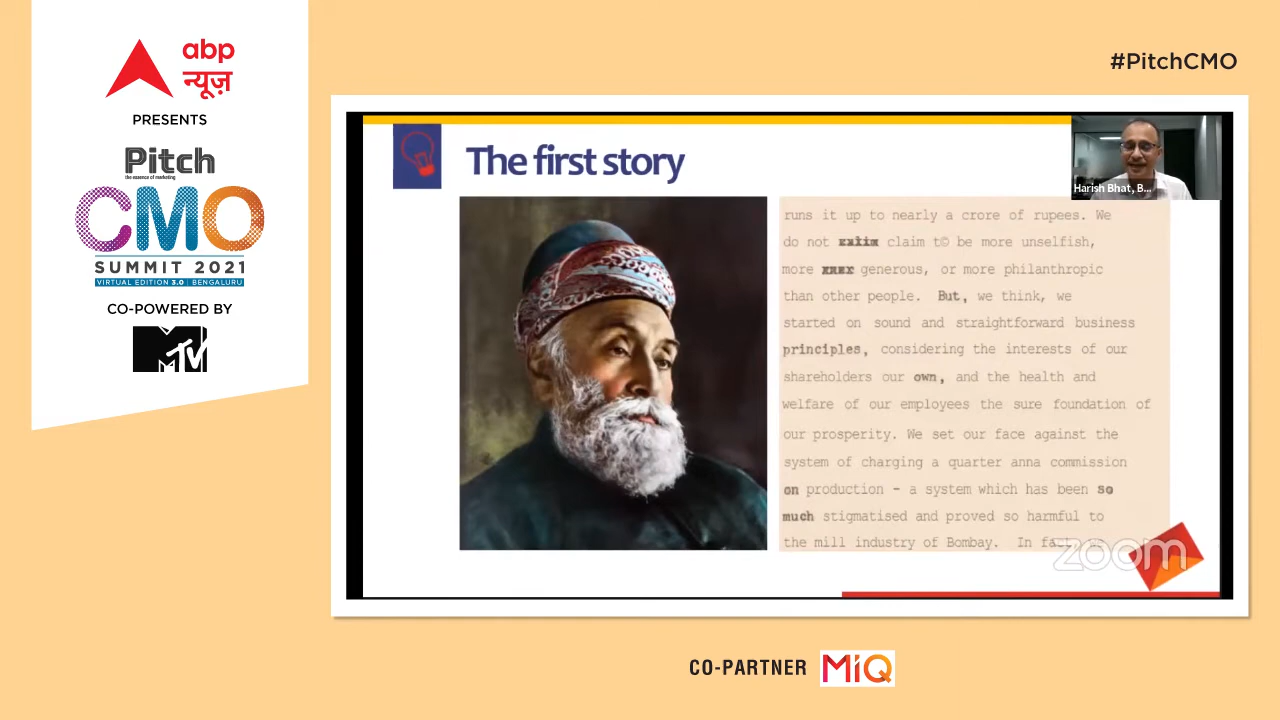 abp
न्यूज़
PRESENTS
Pitch
the essence of marketing
CMO
SUMMIT 2021
VIRTUAL EDITION 3.0 | BENGALURU
CO-POWERED BY
MTV
#PitchCMO
The first story
Harish Bhat, B...
runs it up to nearly a crore of rupees. We
do not claim to be more unselfish,
more generous, or more philanthropic
than other people. But, we think, we
started on sound and straightforward business
principles, considering the interests of our
shareholders our own, and the health and
welfare of our employees the sure foundation of
our prosperity. We set our face against the
system of charging a quarter anna commission
on production - a system which has been so
much stigmatised and proved so harmful to
the mill industry of Bombay. In
zoom
CO-PARTNER MiQ